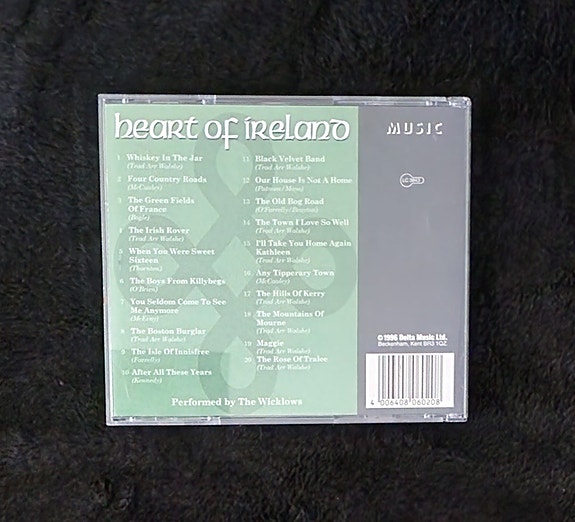 heart of ireland
1 Whiskey In The Jar
(Trad Arr Walshe)
2 Four Country Roads
(McCauley)
3 The Green Fields
Of France
(Bogle)
4 The Irish Rover
(Trad Arr Walshe)
5 When You Were Sweet
Sixteen
(Thornton)
6 The Boys From Killybegs
(O'Brien)
7 You Seldom Come To See
Me Anymore
8 The Boston Burglar
(Trad Arr Walshe)
9 The Isle Of Innisfree
(Farrelly)
10 After All These Years
(Kennedy)
11 Black Velvet Band
(Trad Arr Walshe)
12 Our House Is Not A Home
13 The Old Bog Road
14 The Town I Love So Well
(Trad Arr Walshe)
15 I'll Take You Home Again
Kathleen
(Trad Arr Walshe)
16 Any Tipperary Town
(McCauley)
17 The Hills Of Kerry
(Trad Arr Walshe)
18 The Mountains Of
Mourne
(Trad Arr Walshe)
19 Maggie
(Trad Arr Walshe)
20 The Rose Of Tralee
(Trad Arr Walshe)
Performed by The Wicklows
MUSIC
©1996 Delta Music Ltd.
Beckenham, Kent BR3 1QZ
4 006408 060208